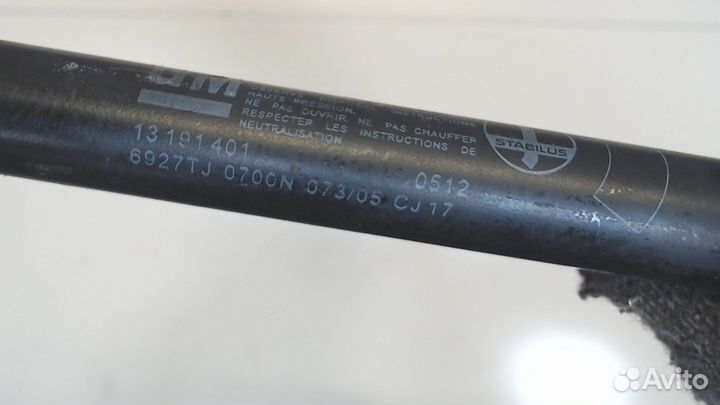 GM
HAUTE PRESSION.
NE PAS OUVRIR. NE PAS CHAUFFER
RESPECTER LES INSTRUCTIONS DE
NEUTRALISATION
STABILUS
13191401 0512
6927TJ 0700N 073/05 CJ17
Avito